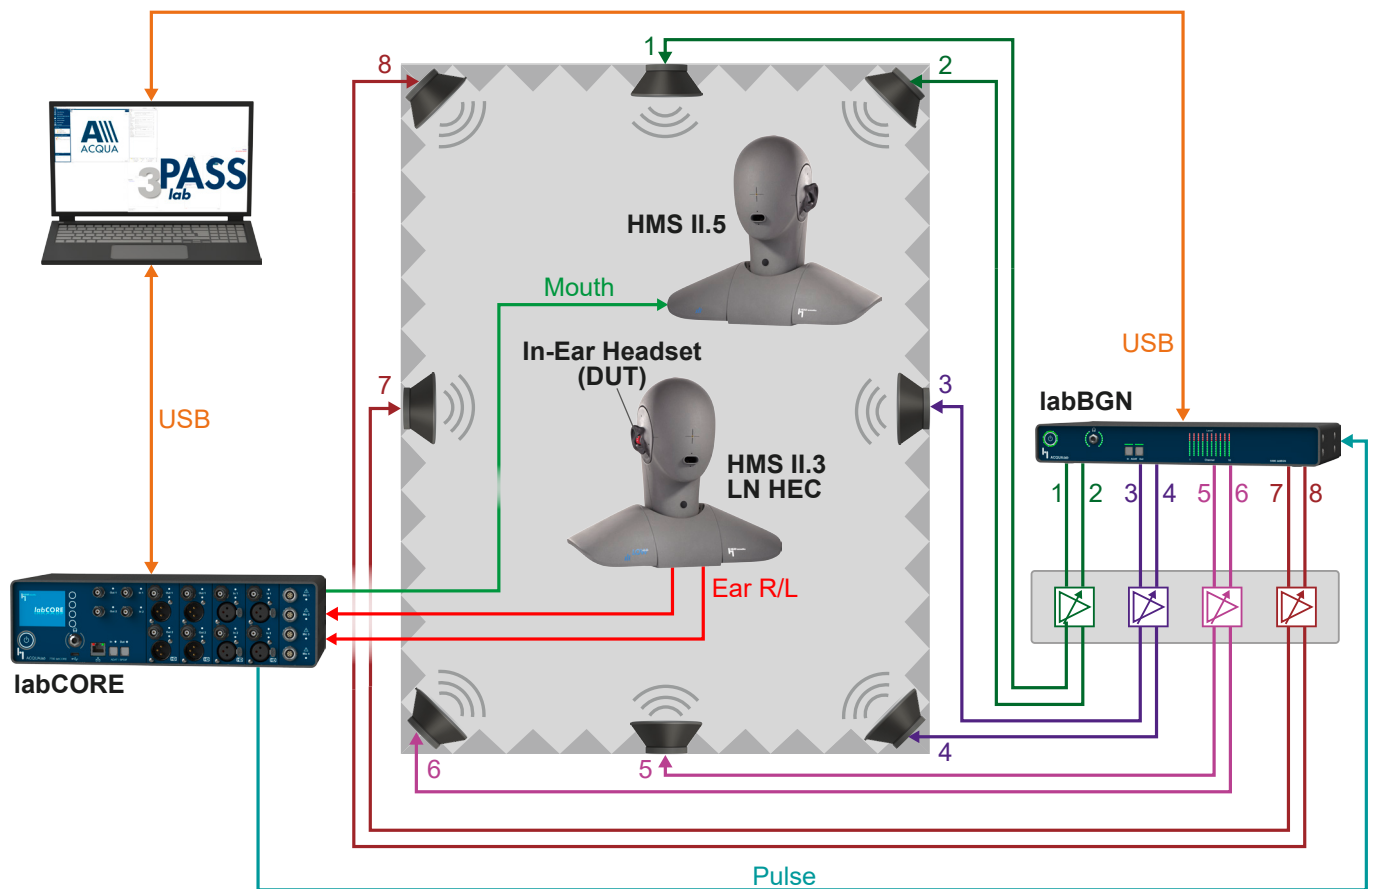 1
8
2
ACQUA
3PASS
lab
HMS II.5
Mouth
In-Ear Headset
(DUT)
USB
7
3
labBGN
USB
HMS II.3
LN HEC
1 2 3 4 5 6 7 8
Ear R/L
labCORE
labCORE
4
6
5
Pulse